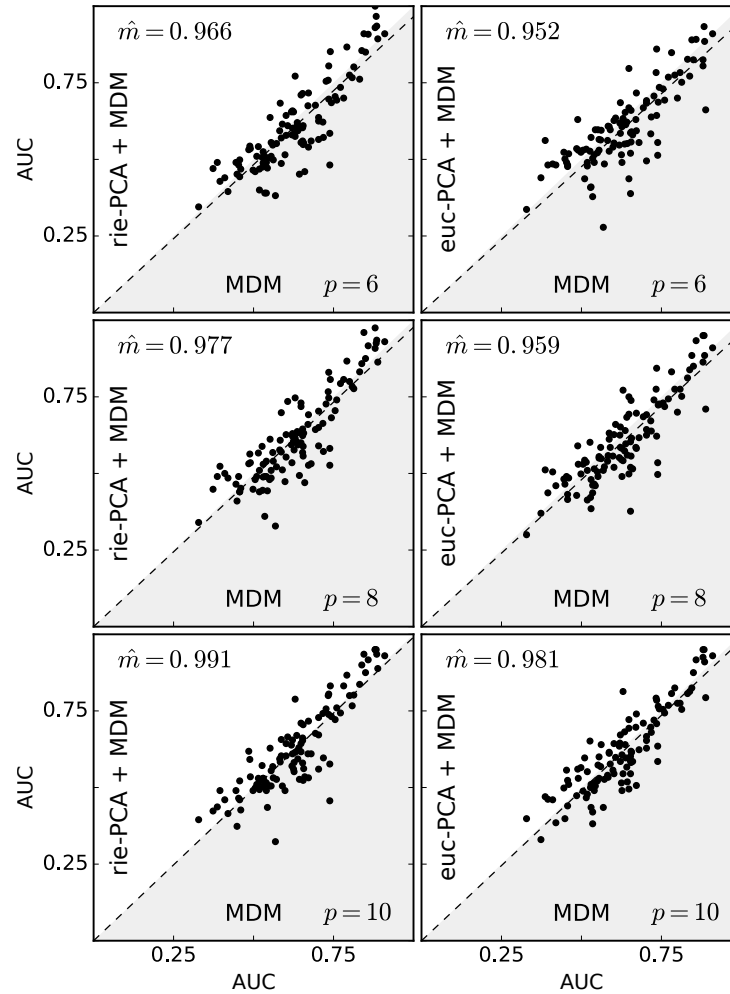 m̂ = 0.966
m̂ = 0.952
0.75
AUC
rie-PCA + MDM
euc-PCA + MDM
0.25
MDM p = 6
MDM p = 6
m̂ = 0.977
m̂ = 0.959
0.75
AUC
rie-PCA + MDM
euc-PCA + MDM
0.25
MDM p = 8
MDM p = 8
m̂ = 0.991
m̂ = 0.981
0.75
AUC
rie-PCA + MDM
euc-PCA + MDM
0.25
MDM p = 10
MDM p = 10
0.25 0.75 0.25 0.75
AUC AUC